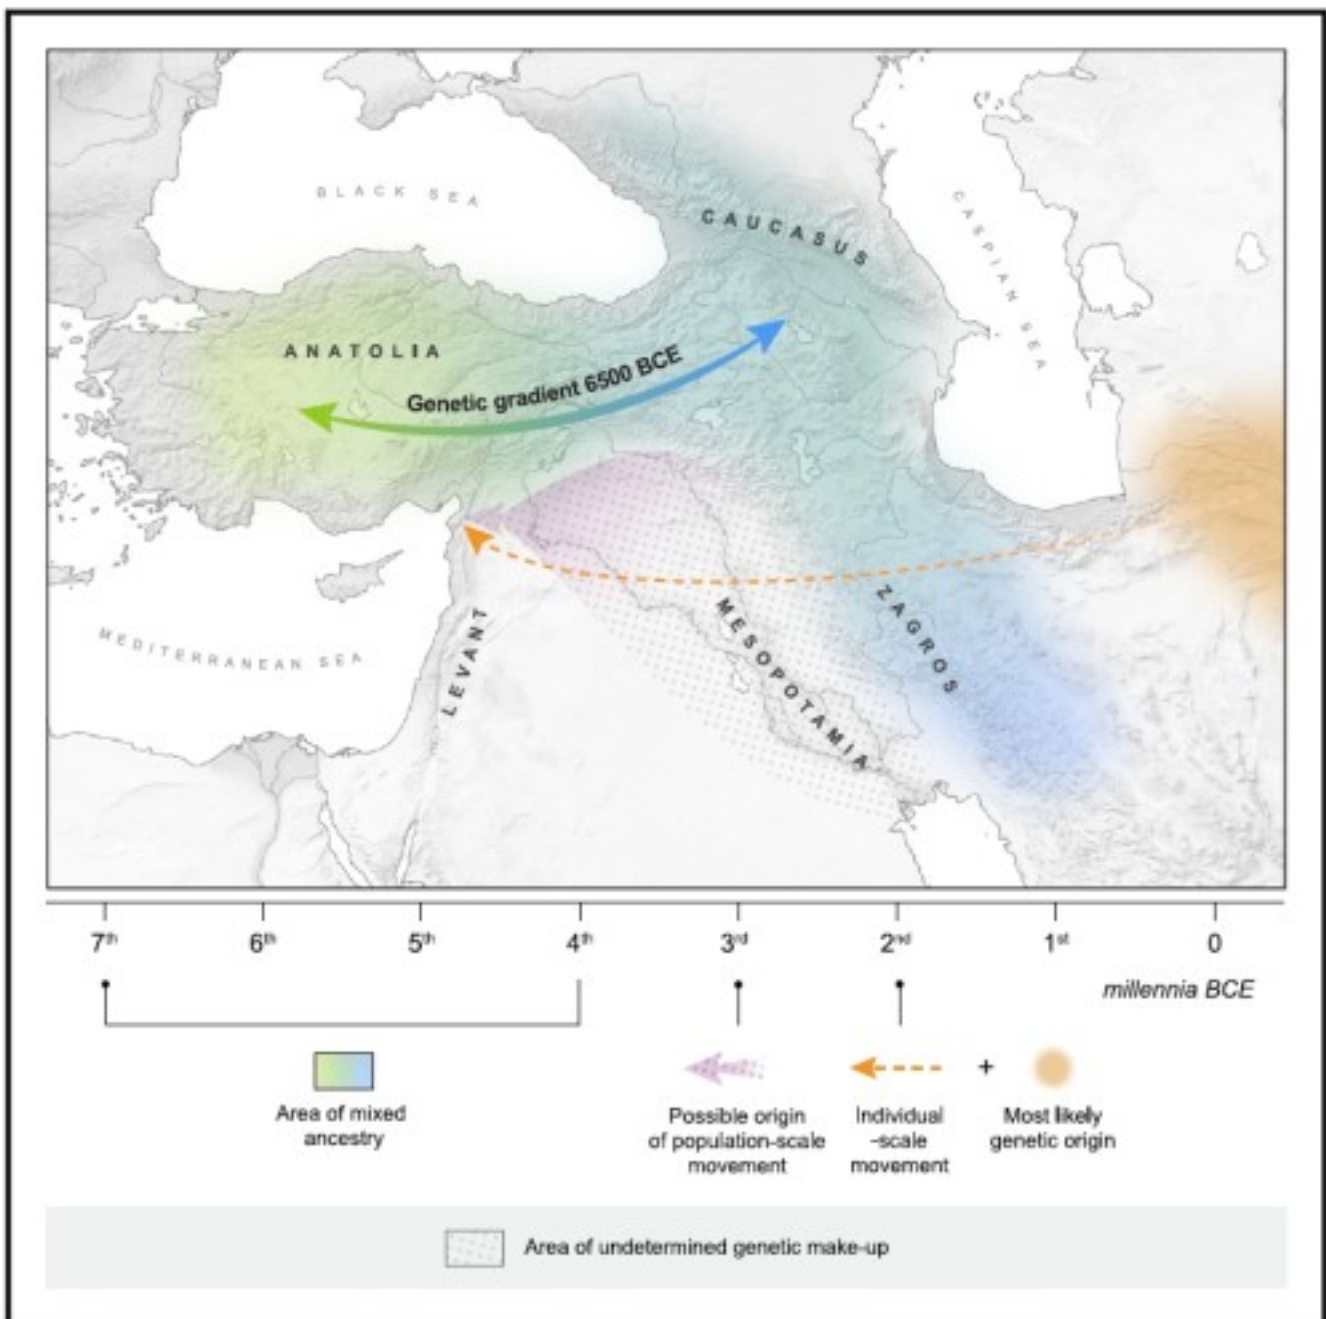 BLACK SEA
CAUCASUS
CASPIAN SEA
ANATOLIA
Genetic gradient 6500 BCE
ZAGROS
MESOPOTAMIA
LEVANT
MEDITERRANEAN SEA
7th 6th 5th 4th 3rd 2nd 1st 0
millennia BCE
Area of mixed
ancestry
Possible origin
of population-scale
movement
Individual
-scale
movement
+
Most likely
genetic origin
Area of undetermined genetic make-up